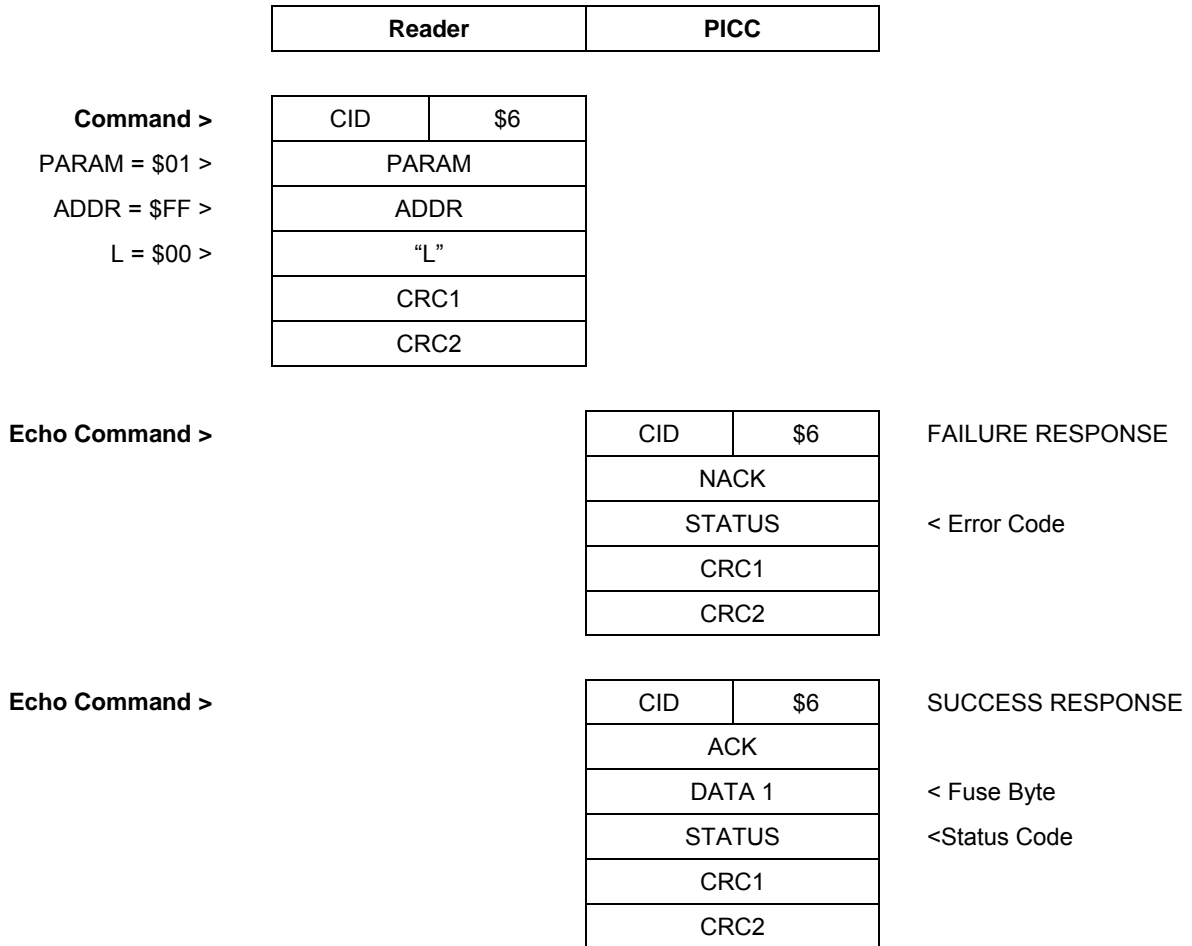 Reader PICC
Command > CID $6
PARAM = $01 > PARAM
ADDR = $FF > ADDR
L = $00 > “L”
CRC1
CRC2
Echo Command > CID $6 FAILURE RESPONSE
NACK
STATUS < Error Code
CRC1
CRC2
Echo Command > CID $6 SUCCESS RESPONSE
ACK
DATA 1 < Fuse Byte
STATUS <Status Code
CRC1
CRC2